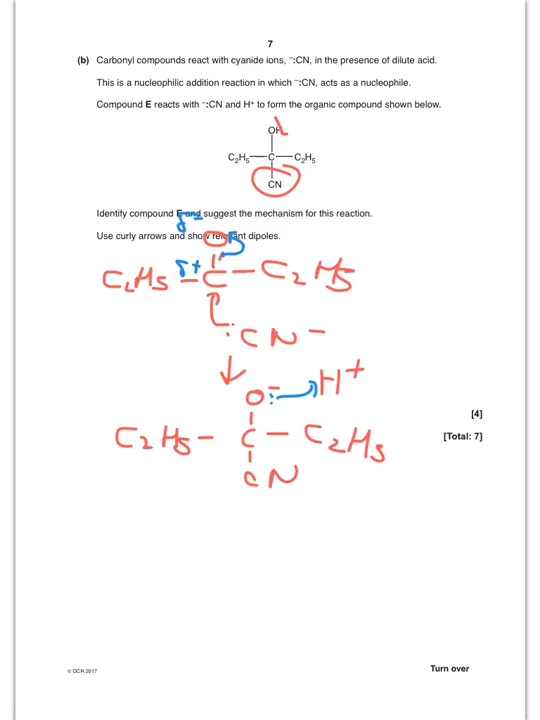 7
(b) Carbonyl compounds react with cyanide ions, ⁻:CN, in the presence of dilute acid.
This is a nucleophilic addition reaction in which ⁻:CN, acts as a nucleophile.
Compound E reacts with ⁻:CN and H⁺ to form the organic compound shown below.
OH
C₂H₅—C—C₂H₅
CN
Identify compound E and suggest the mechanism for this reaction.
δ-
Use curly arrows and show relevant dipoles.
O
C₂H₅ — δ+ C — C₂H₅
:CN −
O⁻: H⁺
[4]
C₂H₅ — C — C₂H₅
[Total: 7]
CN
© OCR 2017
Turn over